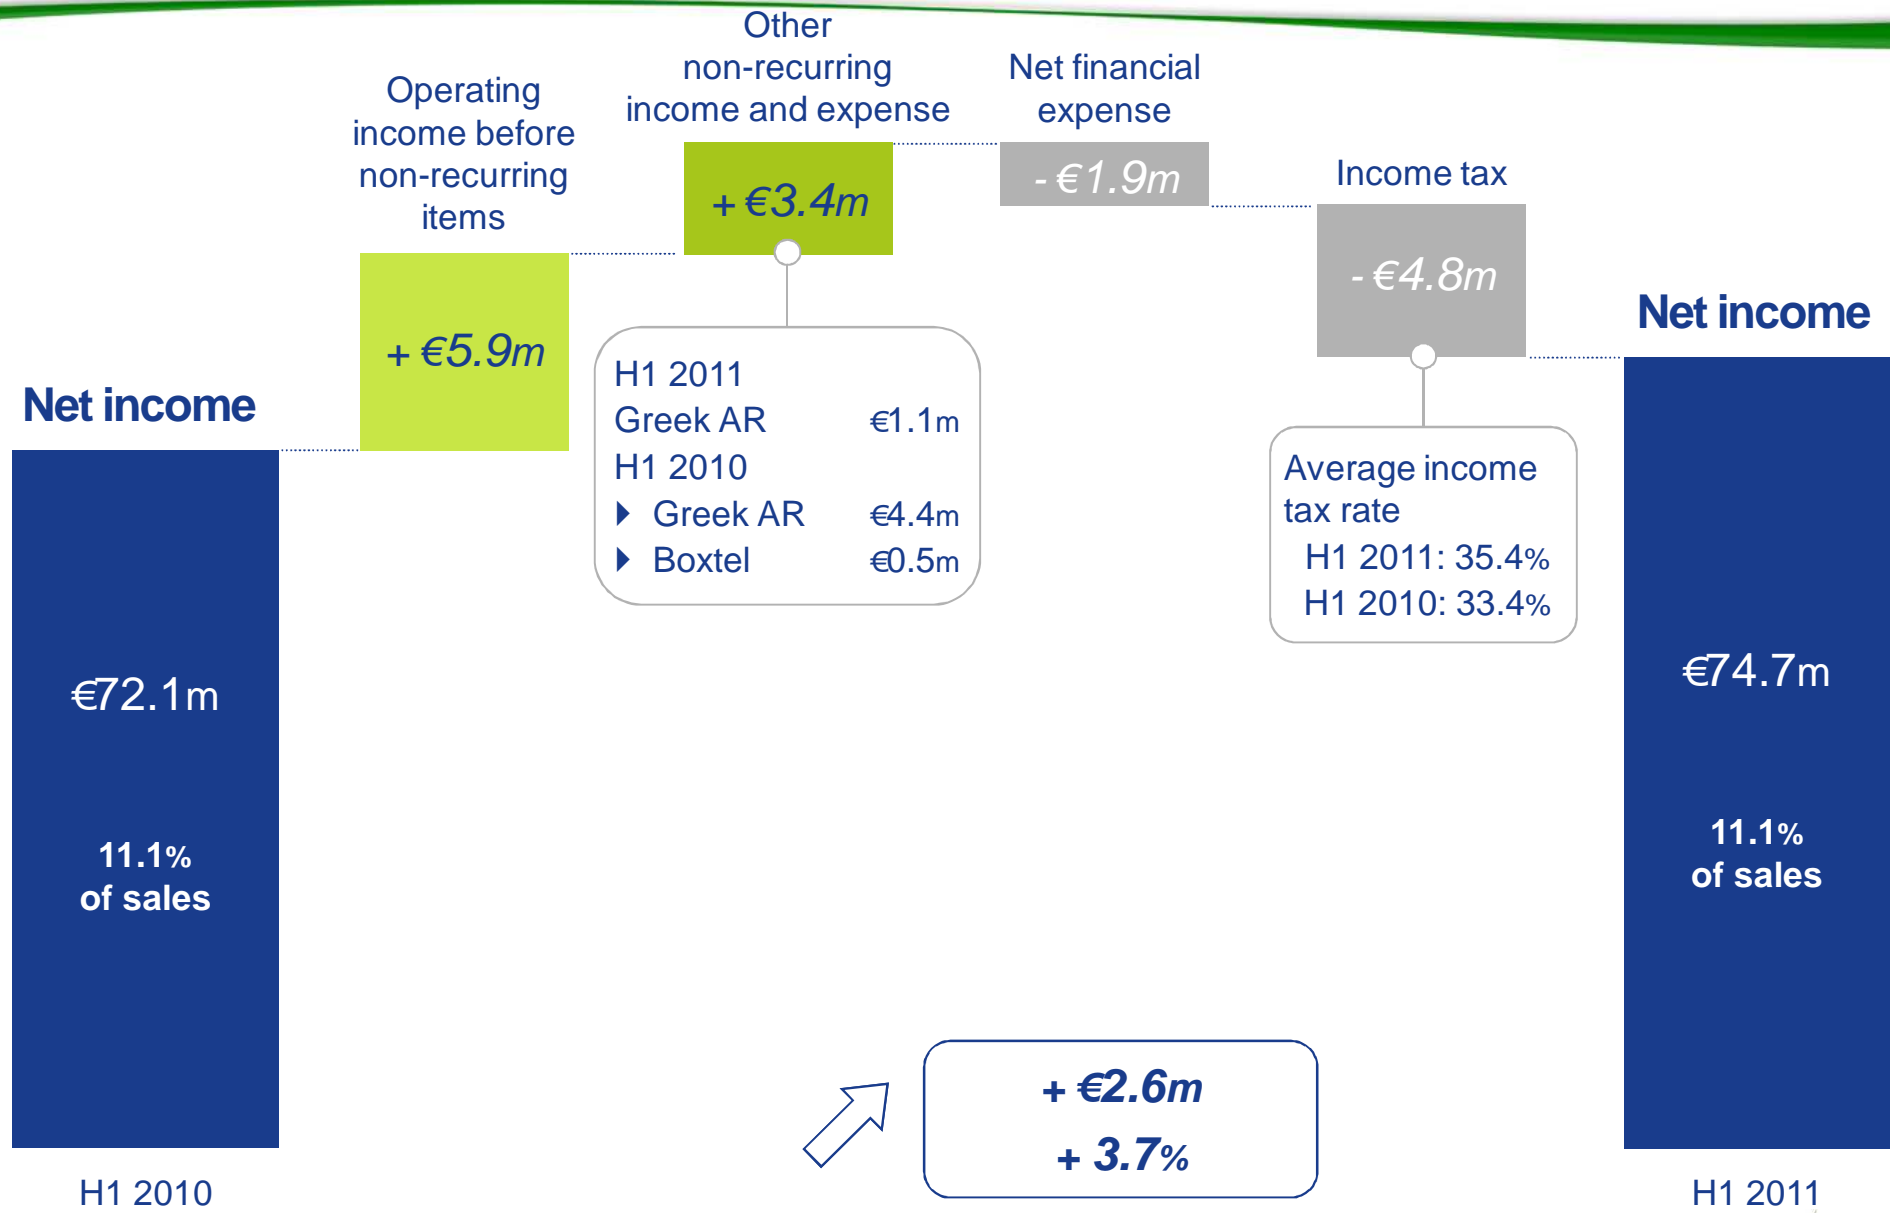 Net income
€72.1m
11.1%
of sales
H1 2010
Operating
income before
non-recurring
items
+ €5.9m
Other
non-recurring
income and expense
+ €3.4m
H1 2011
Greek AR €1.1m
H1 2010
Greek AR €4.4m
Boxtel €0.5m
Net financial
expense
- €1.9m
Income tax
- €4.8m
Average income
tax rate
H1 2011: 35.4%
H1 2010: 33.4%
Net income
€74.7m
11.1%
of sales
H1 2011
+ €2.6m
+ 3.7%